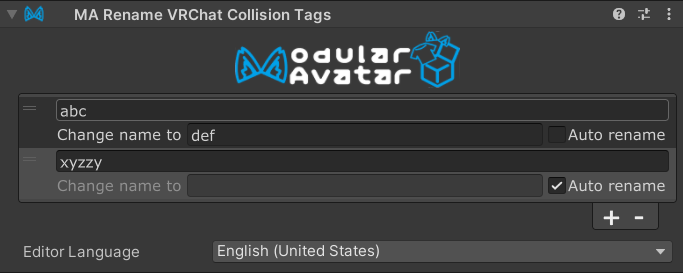 MA Rename VRChat Collision Tags
Modular
Avatar
abc
Change name to def Auto rename
xyzzy
Change name to Auto rename
+ -
Editor Language English (United States)